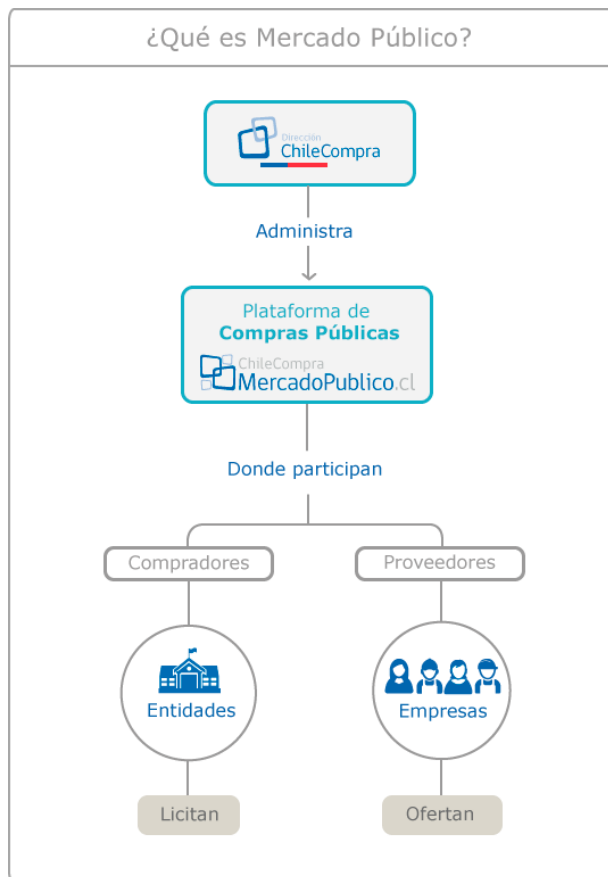 ¿Qué es Mercado Público?
Dirección
ChileCompra
Administra
Plataforma de
Compras Públicas
ChileCompra
MercadoPublico.cl
Donde participan
Compradores
Proveedores
Entidades
Empresas
Licitan
Ofertan